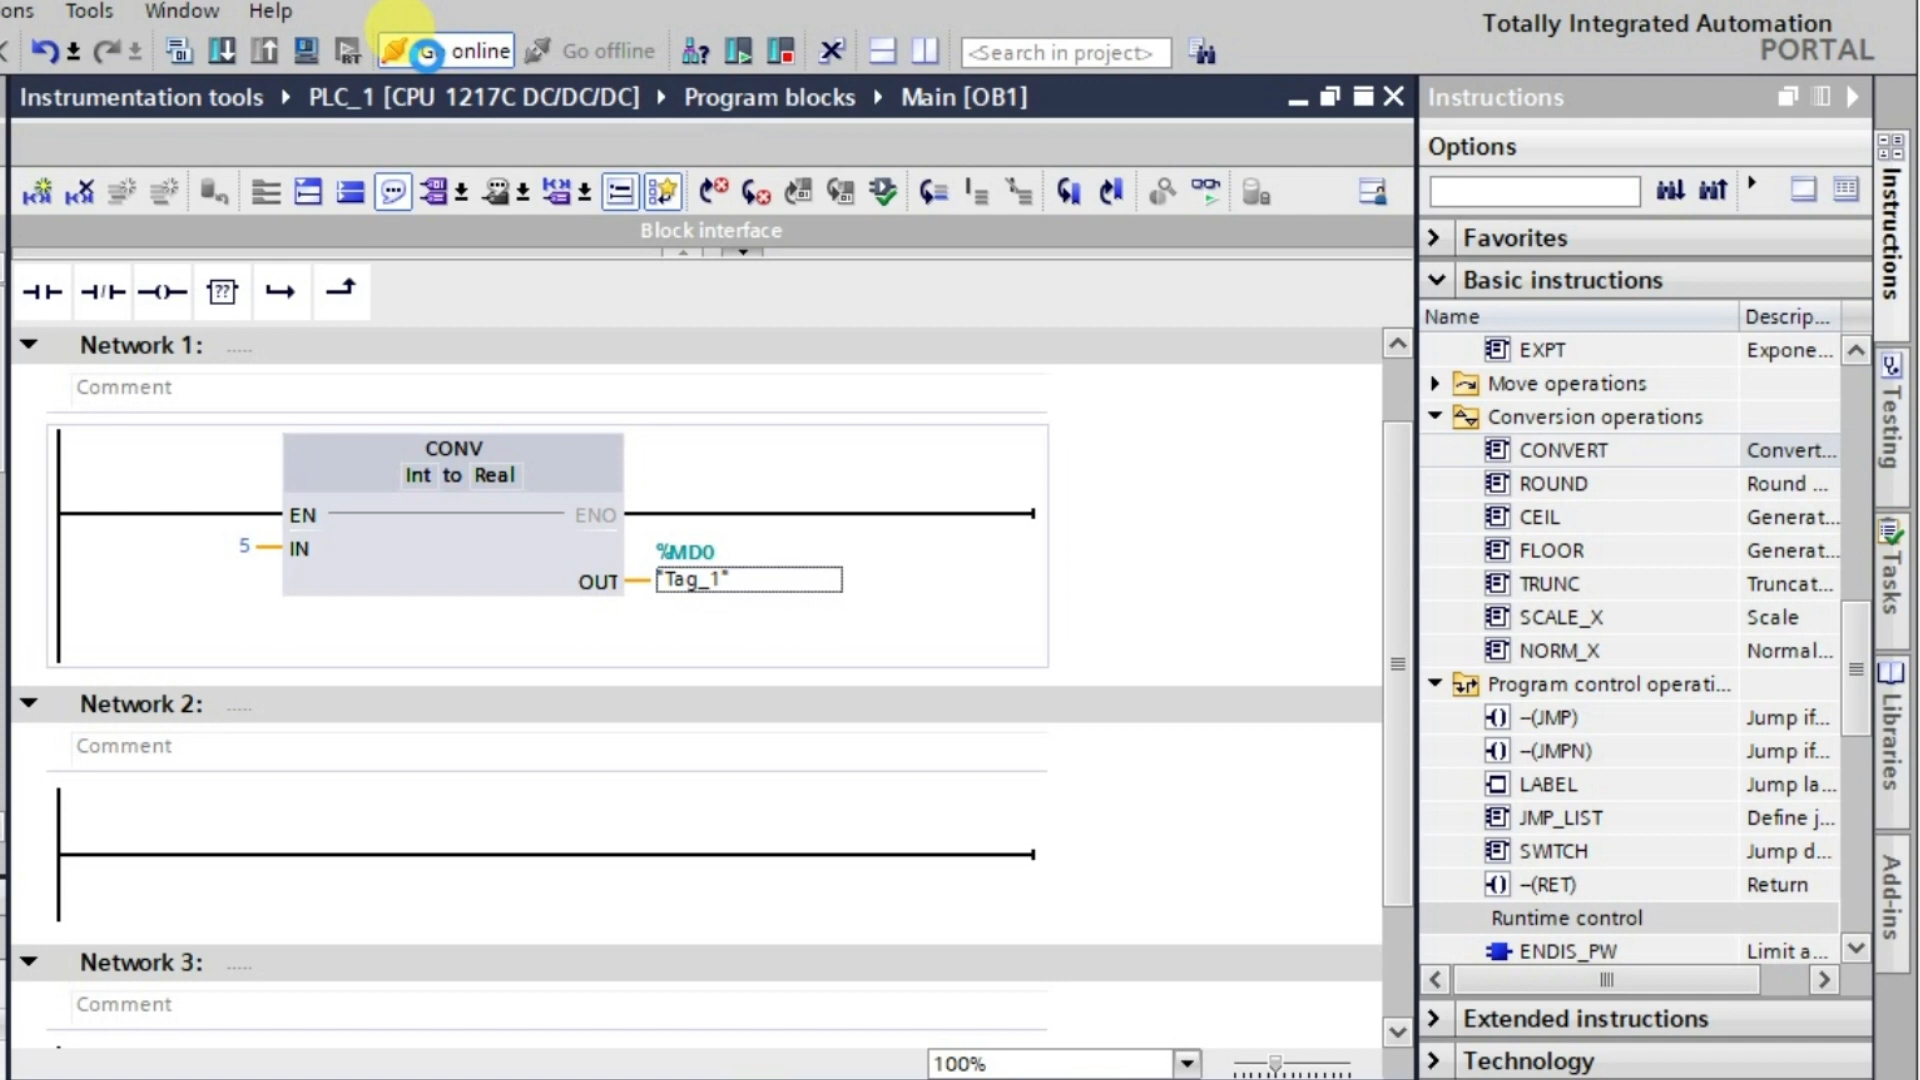 ons Tools Window Help
Totally Integrated Automation
PORTAL
Go online Go offline <Search in project>
Instrumentation tools PLC_1 [CPU 1217C DC/DC/DC] Program blocks Main [OB1]
Instructions
Options
Block interface
Favorites
Basic instructions
Name Descrip...
EXPT Expone...
Move operations
Conversion operations
CONVERT Convert...
ROUND Round ...
CEIL Generat...
FLOOR Generat...
TRUNC Truncat...
SCALE_X Scale
NORM_X Normal...
Program control operati...
-(JMP) Jump if...
-(JMPN) Jump if...
LABEL Jump la...
JMP_LIST Define j...
SWITCH Jump d...
-(RET) Return
Runtime control
ENDIS_PW Limit a...
Extended instructions
Technology
Instructions
Testing
Tasks
Libraries
Add-ins
??
Network 1: .....
Comment
CONV
Int to Real
EN ENO
5 IN
%MD0
OUT "Tag_1"
Network 2: .....
Comment
Network 3: .....
Comment
100%